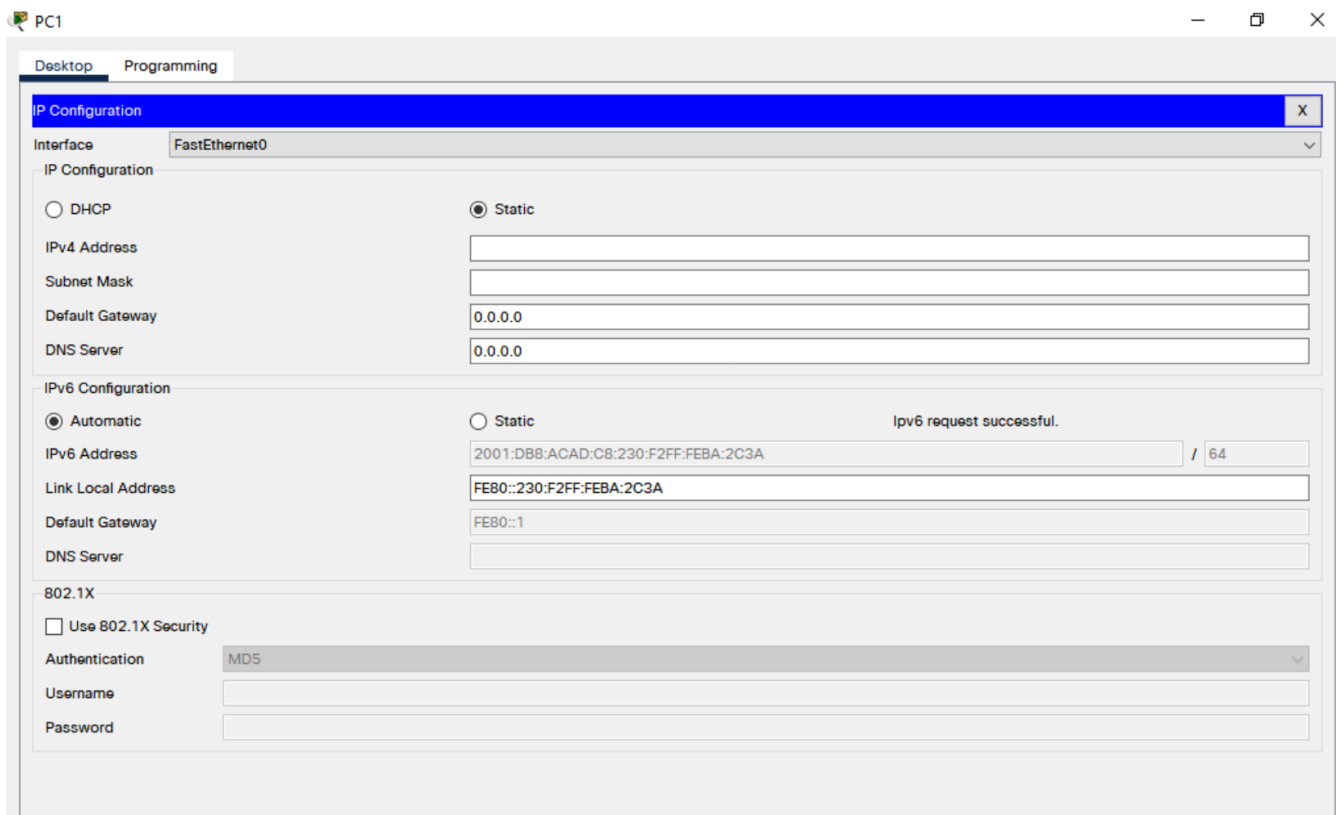 PC1
Desktop Programming
IP Configuration X
Interface FastEthernet0
IP Configuration
DHCP Static
IPv4 Address
Subnet Mask
Default Gateway 0.0.0.0
DNS Server 0.0.0.0
IPv6 Configuration
Automatic Static Ipv6 request successful.
IPv6 Address 2001:DB8:ACAD:C8:230:F2FF:FEBA:2C3A / 64
Link Local Address FE80::230:F2FF:FEBA:2C3A
Default Gateway FE80::1
DNS Server
802.1X
Use 802.1X Security
Authentication MD5
Username
Password